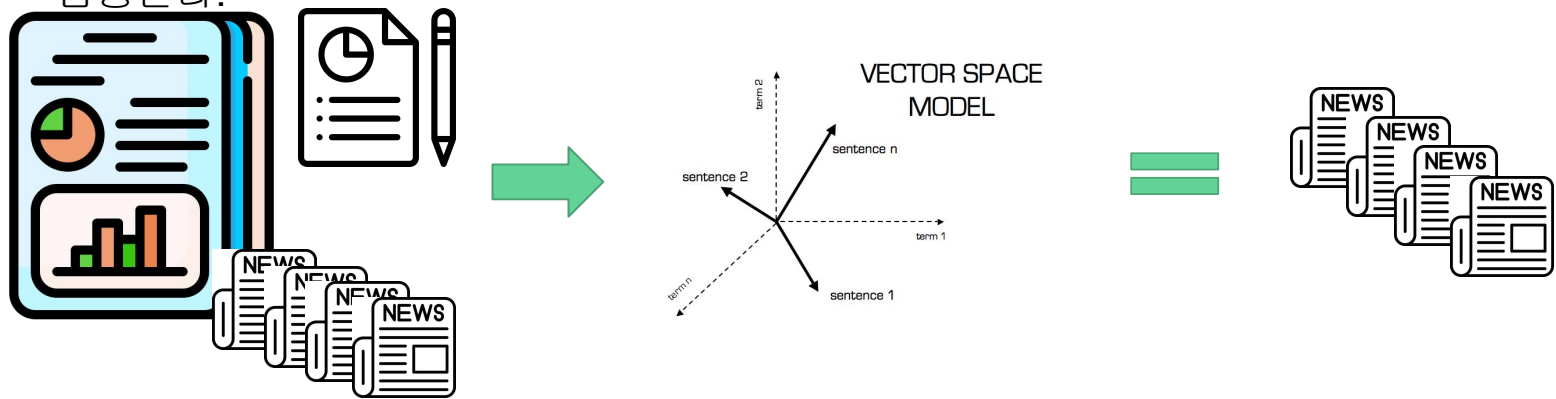 NEWS
NEWS
NEWS
NEWS
VECTOR SPACE
MODEL
term 2
sentence n
sentence 2
term 1
term n
sentence 1
NEWS
NEWS
NEWS
NEWS